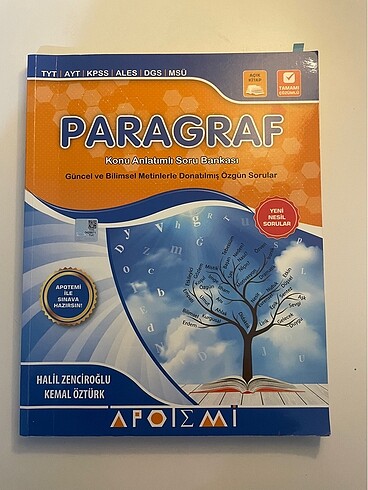 TYT | AYT | KPSS | ALES | DGS | MSÜ
AÇIK
KİTAP
TAMAMI
ÇÖZÜMLÜ
PARAGRAF
Konu Anlatımlı Soru Bankası
Güncel ve Bilimsel Metinlerle Donatılmış Özgün Sorular
YENİ
NESİL
SORULAR
APOTEMİ
İLE
SINAVA
HAZIRSIN!
HALİL ZENCİROĞLU
KEMAL ÖZTÜRK
APOTEMİ